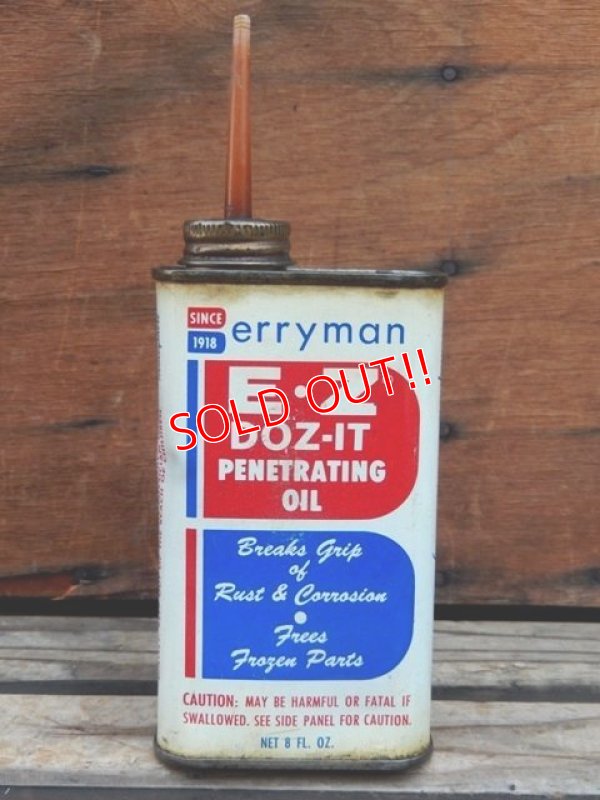 SINCE
1918
erryman
E-Z
DOZ-IT
PENETRATING
OIL
SOLD OUT!!
Breaks Grip
of
Rust & Corrosion
Frees
Frozen Parts
CAUTION: MAY BE HARMFUL OR FATAL IF
SWALLOWED. SEE SIDE PANEL FOR CAUTION.
NET 8 FL. OZ.